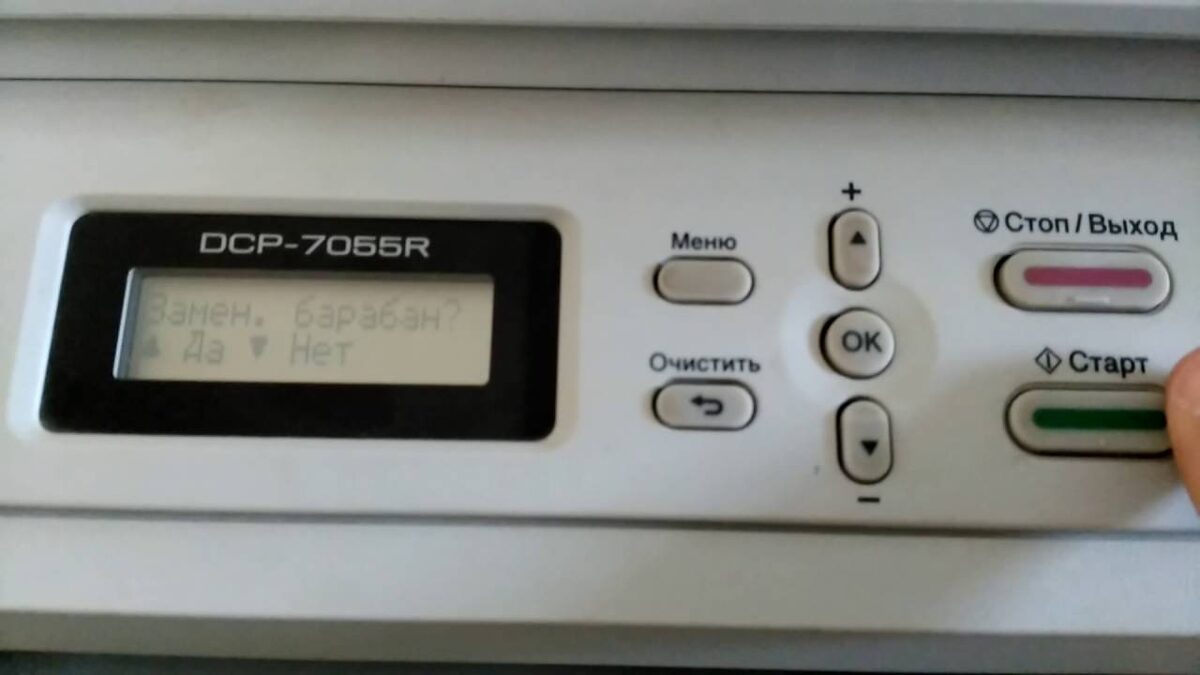 DCP-7055R
Замен. барабан?
▲ Да ▼ Нет
Меню
Очистить
+
OK
−
Стоп / Выход
Старт